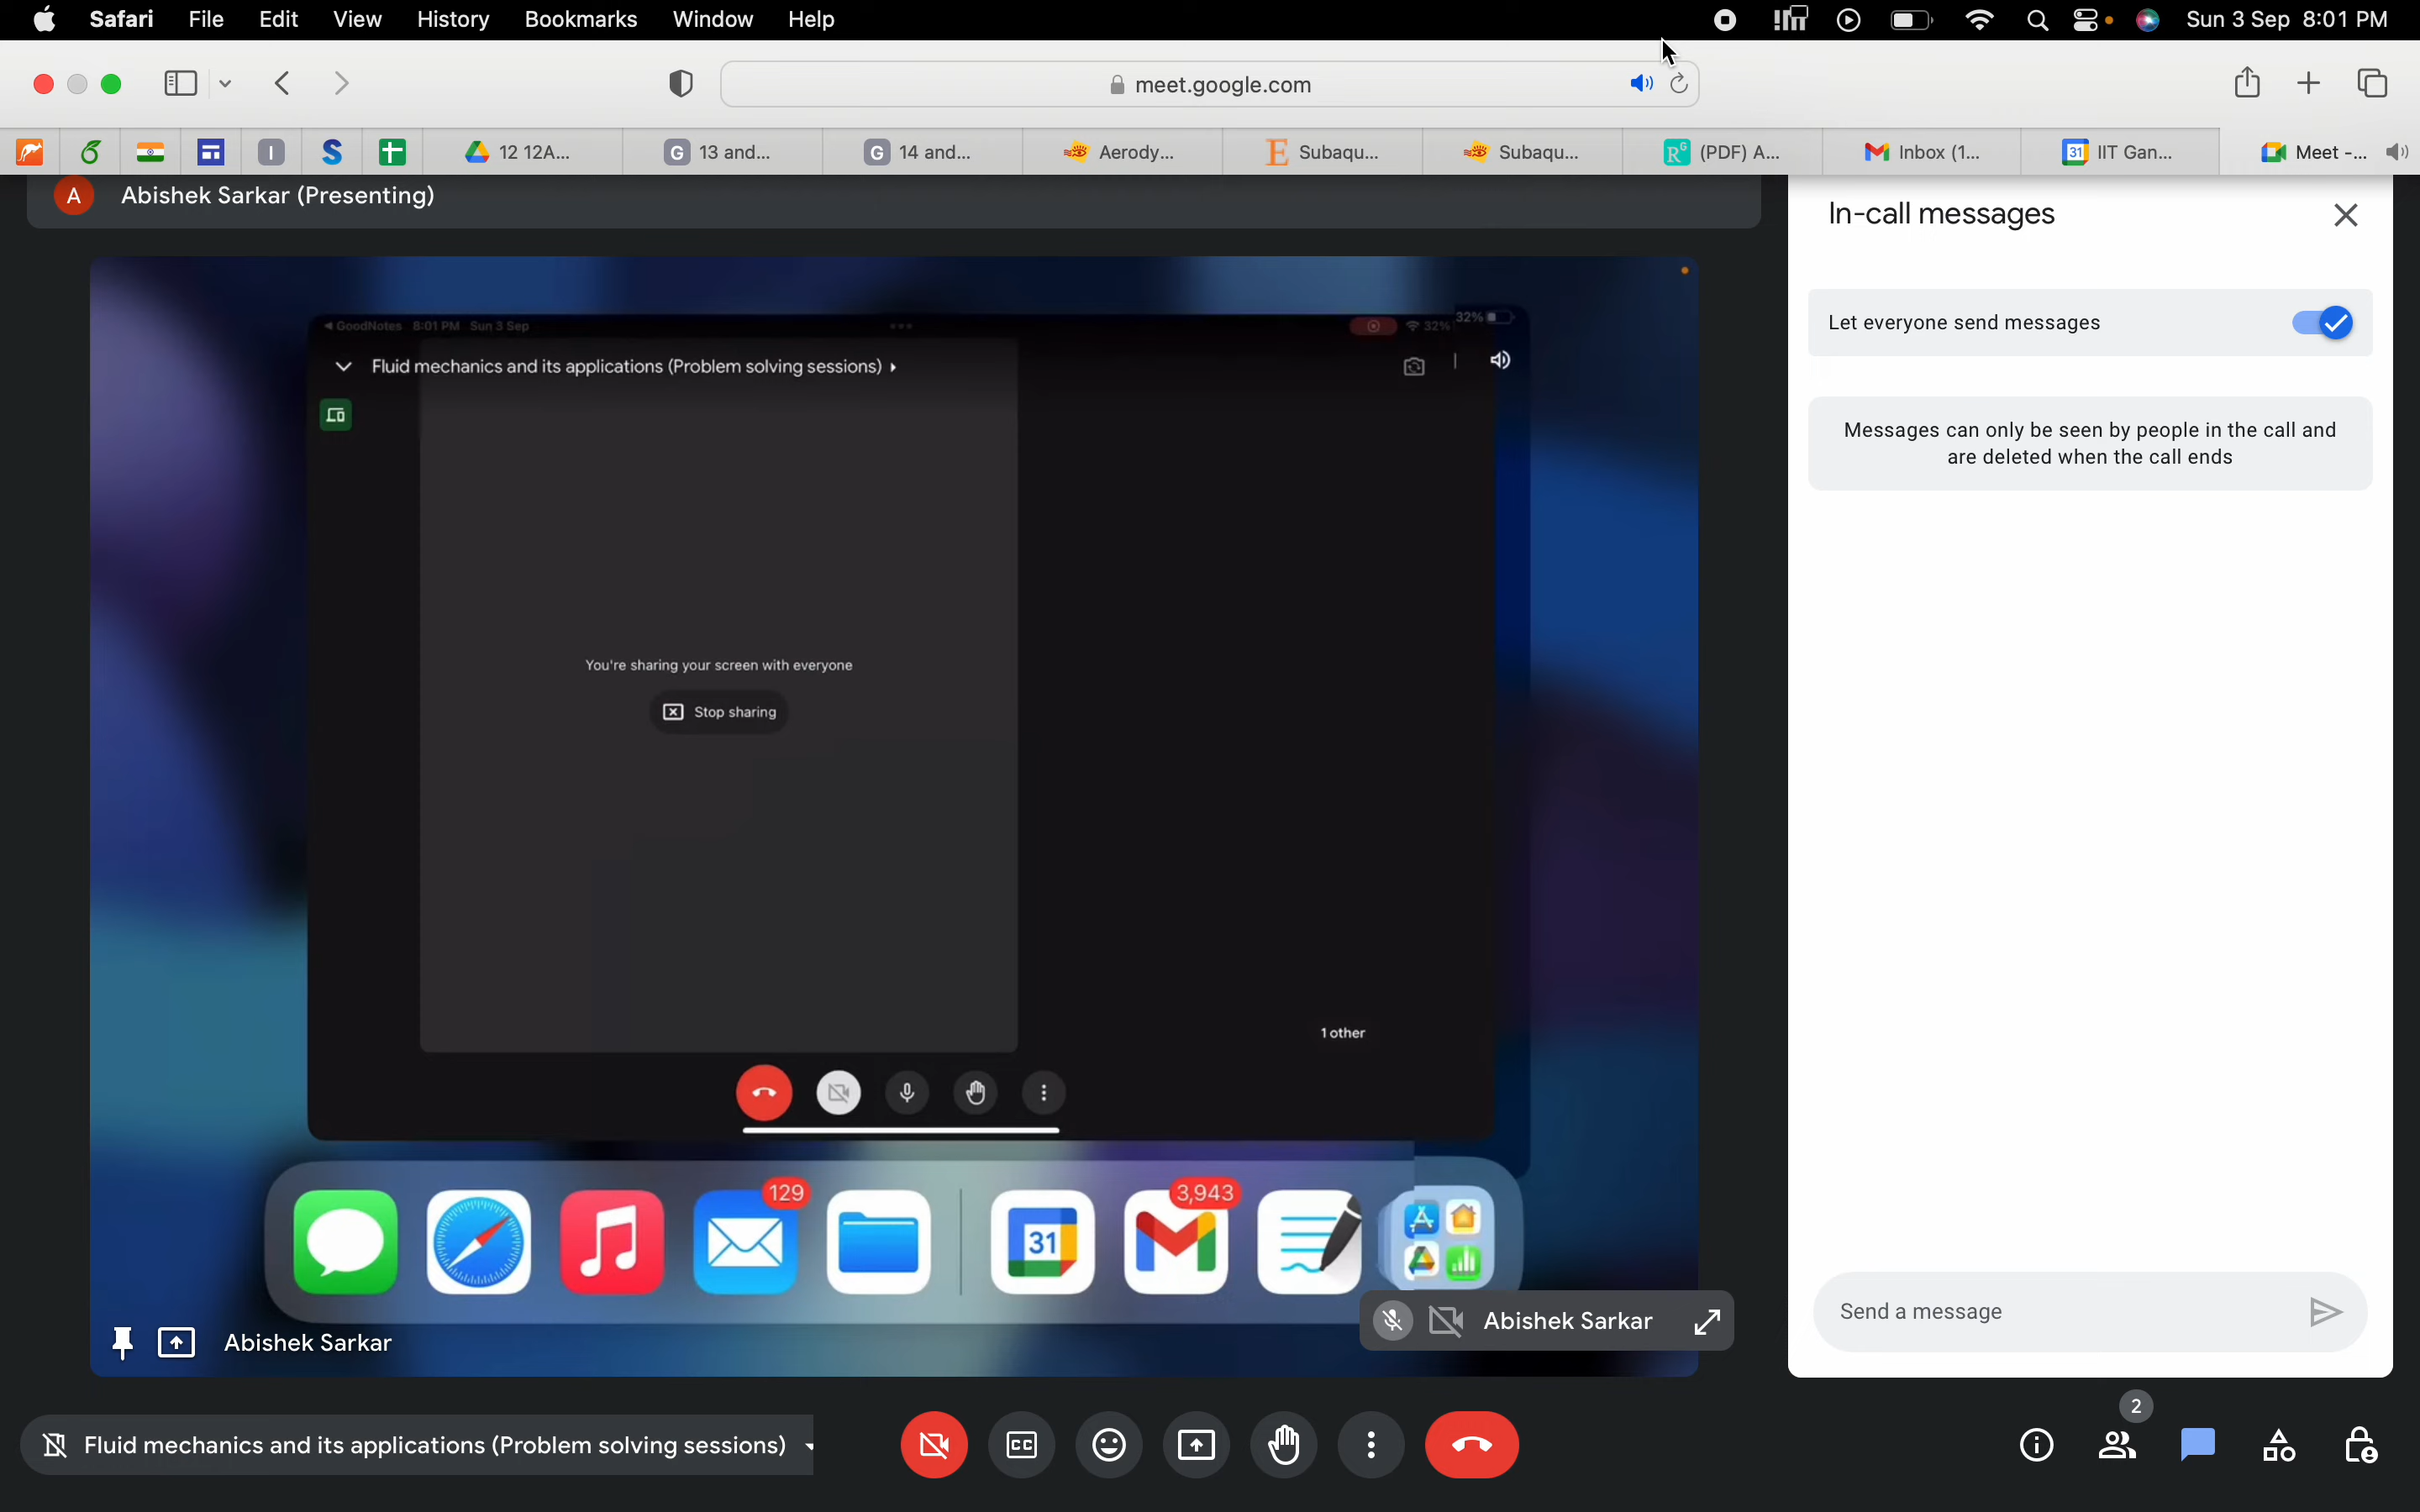 Safari File Edit View History Bookmarks Window Help Sun 3 Sep 8:01 PM
meet.google.com
I S 12 12A... G 13 and... G 14 and... Aerody... E Subaqu... Subaqu... RG (PDF) A... Inbox (1... 31 IIT Gan... Meet -...
A Abishek Sarkar (Presenting)
GoodNotes 8:01 PM Sun 3 Sep 32% 32%
Fluid mechanics and its applications (Problem solving sessions)
You're sharing your screen with everyone
Stop sharing
1 other
129 31 3,943
Abishek Sarkar
Abishek Sarkar
In-call messages
Let everyone send messages
Messages can only be seen by people in the call and
are deleted when the call ends
Send a message
Fluid mechanics and its applications (Problem solving sessions) CC 2